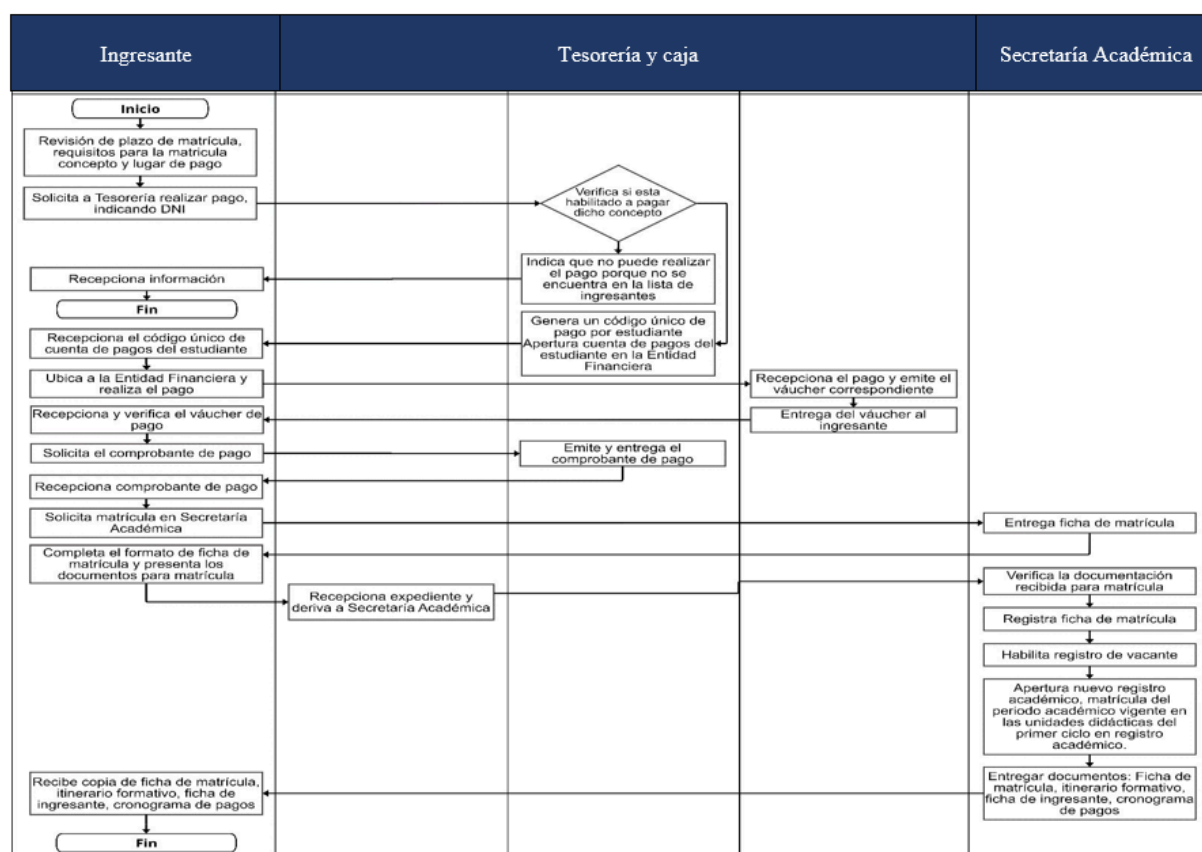 Ingresante
Tesorería y caja
Secretaría Académica
Inicio
Revisión de plazo de matrícula,
requisitos para la matricula
concepto y lugar de pago
Solicita a Tesorería realizar pago,
indicando DNI
Verifica si esta
habilitado a pagar
dicho concepto
Indica que no puede realizar
el pago porque no se
encuentra en la lista de
ingresantes
Recepciona información
Fin
Genera un código único de
pago por estudiante
Apertura cuenta de pagos del
estudiante en la Entidad
Financiera
Recepciona el código único de
cuenta de pagos del estudiante
Ubica a la Entidad Financiera y
realiza el pago
Recepciona el pago y emite el
váucher correspondiente
Entrega del váucher al
ingresante
Recepciona y verifica el váucher de
pago
Solicita el comprobante de pago
Emite y entrega el
comprobante de pago
Recepciona comprobante de pago
Solicita matrícula en Secretaría
Académica
Entrega ficha de matrícula
Completa el formato de ficha de
matrícula y presenta los
documentos para matrícula
Recepciona expediente y
deriva a Secretaría Académica
Verifica la documentación
recibida para matrícula
Registra ficha de matrícula
Habilita registro de vacante
Apertura nuevo registro
académico, matrícula del
periodo académico vigente en
las unidades didácticas del
primer ciclo en registro
académico.
Entregar documentos: Ficha de
matrícula, itinerario formativo,
ficha de ingresante, cronograma
de pagos
Recibe copia de ficha de matrícula,
itinerario formativo, ficha de
ingresante, cronograma de pagos
Fin